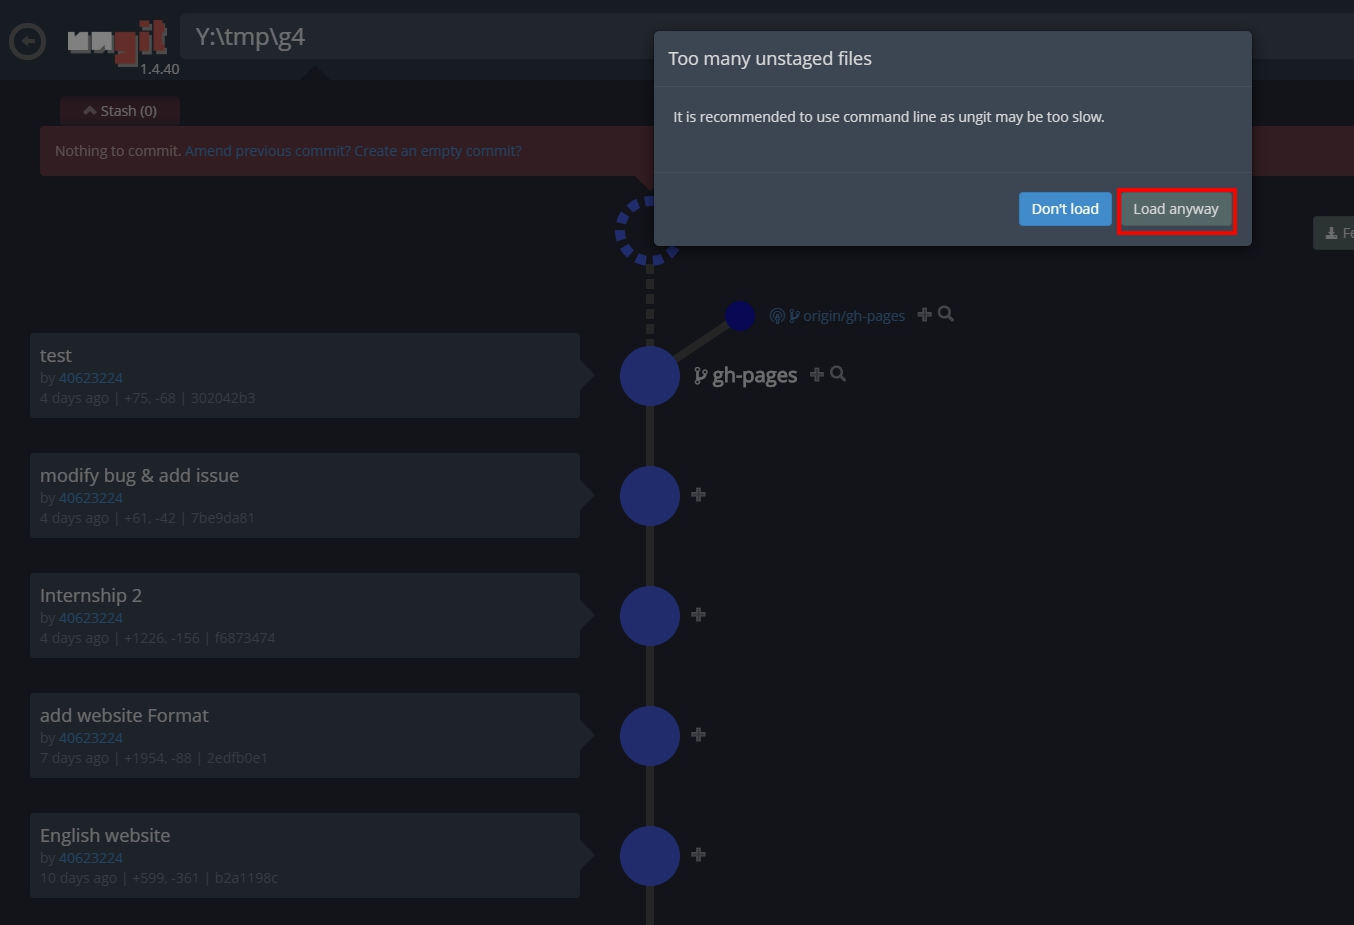 ungit
1.4.40
Y:\tmp\g4
Stash (0)
Nothing to commit. Amend previous commit? Create an empty commit?
Too many unstaged files
It is recommended to use command line as ungit may be too slow.
Don't load
Load anyway
Fe
origin/gh-pages
gh-pages
test
by 40623224
4 days ago | +75, -68 | 302042b3
modify bug & add issue
by 40623224
4 days ago | +61, -42 | 7be9da81
Internship 2
by 40623224
4 days ago | +1226, -156 | f6873474
add website Format
by 40623224
7 days ago | +1954, -88 | 2edfb0e1
English website
by 40623224
10 days ago | +599, -361 | b2a1198c